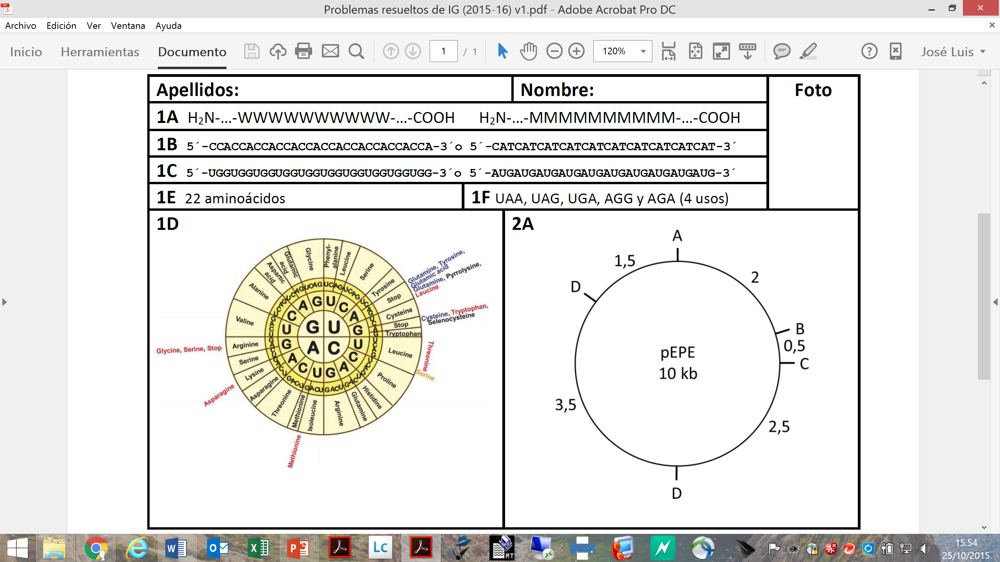 Problemas resueltos de IG (2015-16) v1.pdf - Adobe Acrobat Pro DC
Archivo Edición Ver Ventana Ayuda
Inicio Herramientas Documento 1 / 1 120% José Luis
Apellidos: Nombre: Foto
1A H₂N-...-WWWWWWWWWW-...-COOH H₂N-...-MMMMMMMMMM-...-COOH
1B 5´-CCACCACCACCACCACCACCACCACCACCA-3´o 5´-CATCATCATCATCATCATCATCATCATCAT-3´
1C 5´-UGGUGGUGGUGGUGGUGGUGGUGGUGGUGG-3´o 5´-AUGAUGAUGAUGAUGAUGAUGAUGAUGAUG-3´
1E 22 aminoácidos
1F UAA, UAG, UGA, AGG y AGA (4 usos)
1D
Glycine
Phenyl-
alanine
Leucine
Serine
Tyrosine
Stop
Cysteine
Stop
Tryptophan
Leucine
Proline
Histidine
Glutamine
Arginine
Isoleucine
Methionine
Threonine
Asparagine
Lysine
Serine
Arginine
Valine
Alanine
Aspartic
acid
Glutamic
acid
Glutamine, Tyrosine,
Glutamic acid
Glutamine, Pyrrolysine,
Leucine
Cysteine, Tryptophan,
Selenocysteine
Threonine
Serine
Methionine
Asparagine
Glycine, Serine, Stop
G U
A C
U C A G
U C A G
U C A G
U C A G
2A
A
1,5
2
D
B
0,5
C
pEPE
10 kb
3,5
2,5
D
PDF
W
O
X
P
Lc
RT
15:54
25/10/2015